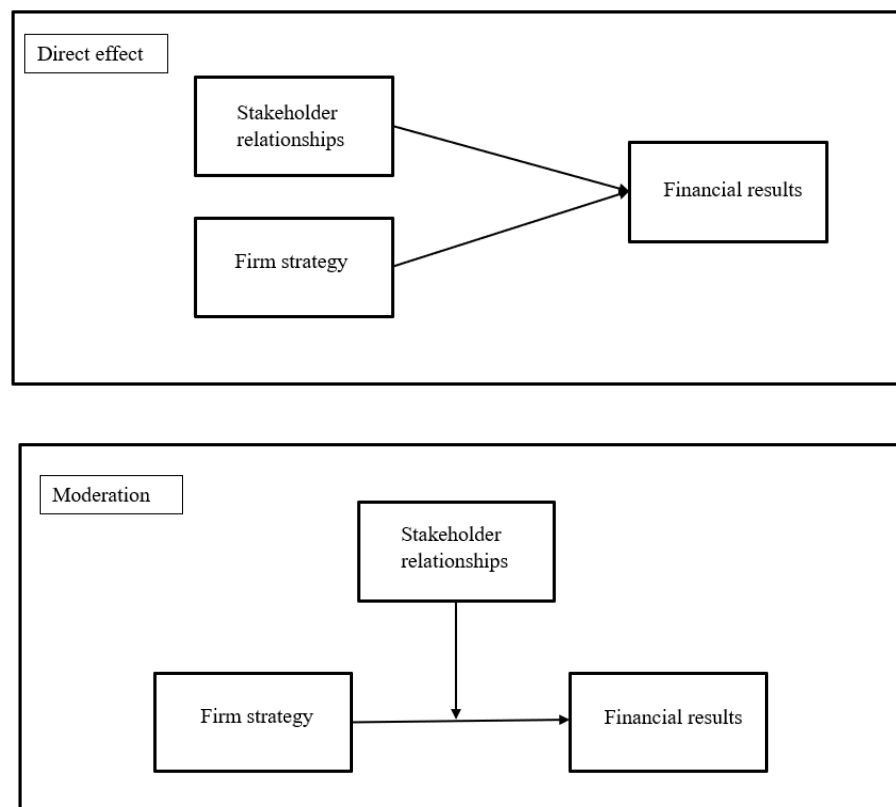 Direct effect
Stakeholder
relationships
Financial results
Firm strategy
Moderation
Stakeholder
relationships
Firm strategy
Financial results